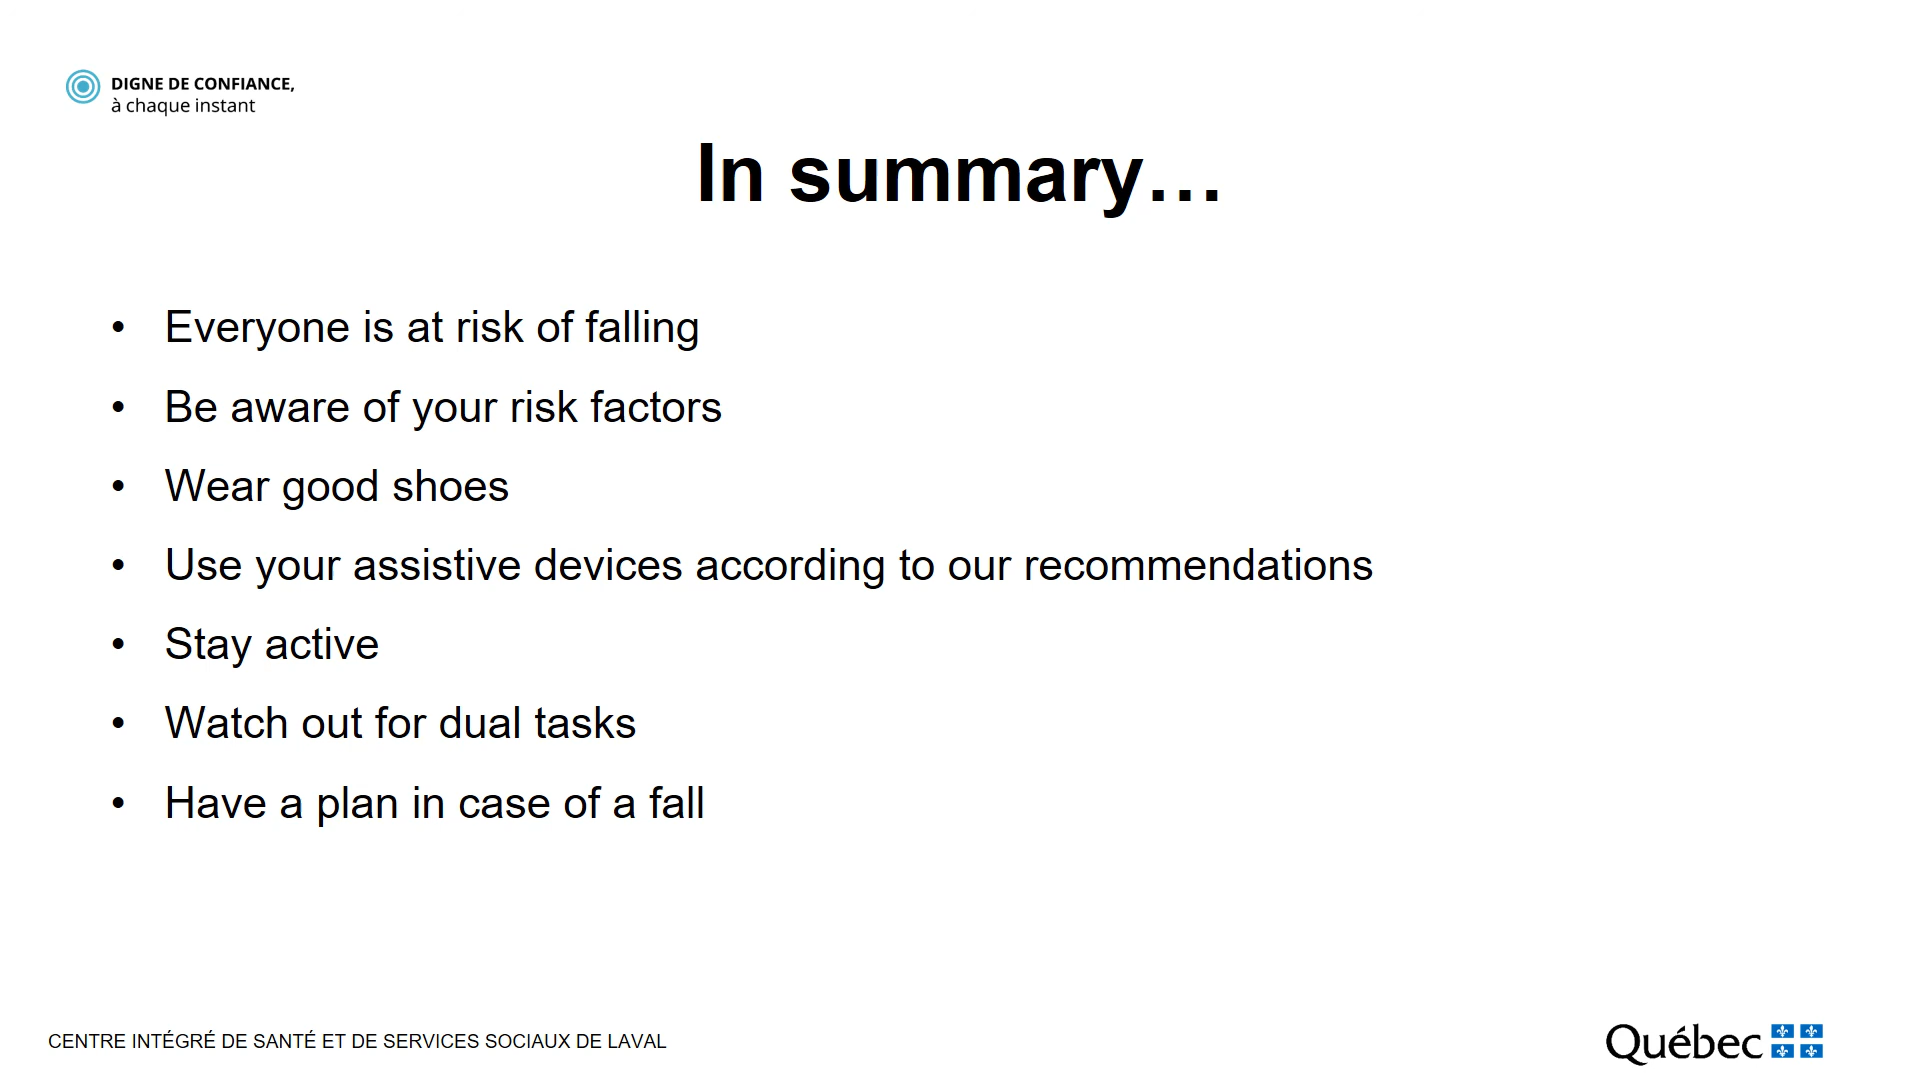 DIGNE DE CONFIANCE,
à chaque instant
In summary…
• Everyone is at risk of falling
• Be aware of your risk factors
• Wear good shoes
• Use your assistive devices according to our recommendations
• Stay active
• Watch out for dual tasks
• Have a plan in case of a fall
CENTRE INTÉGRÉ DE SANTÉ ET DE SERVICES SOCIAUX DE LAVAL
Québec